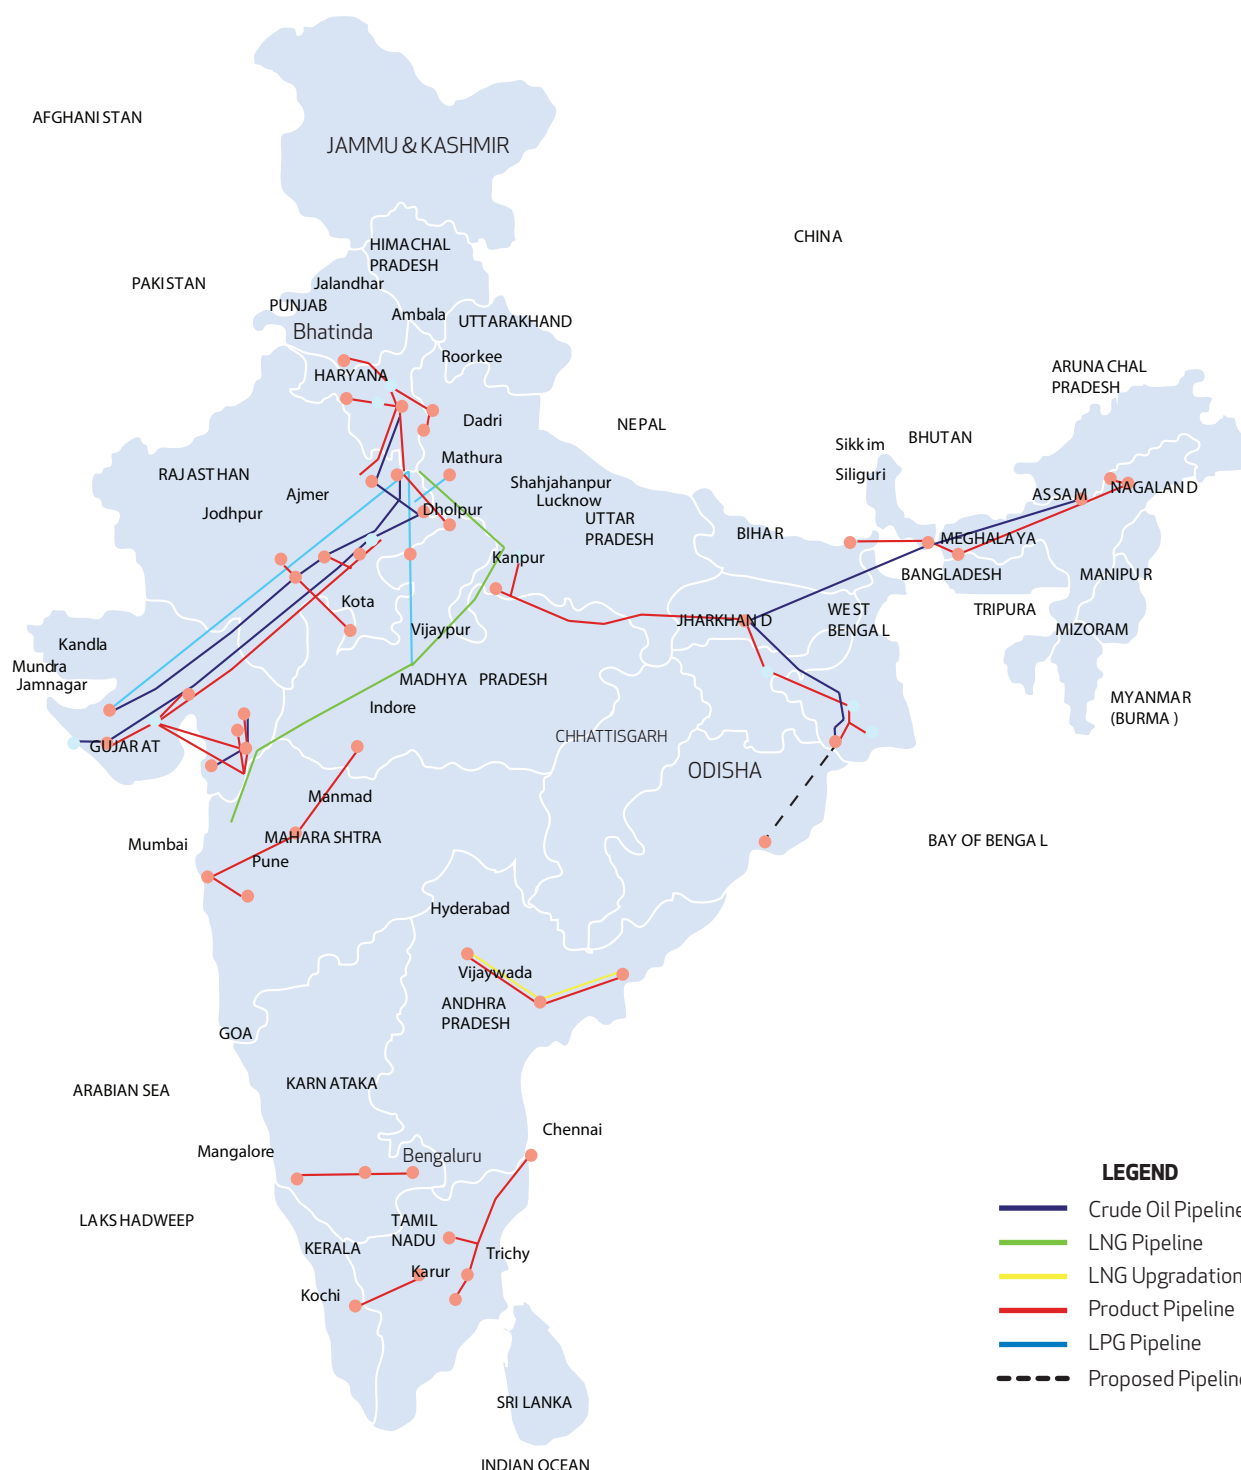 AFGHANISTAN
JAMMU & KASHMIR
CHINA
HIMACHAL
PRADESH
PAKISTAN
Jalandhar
PUNJAB
Ambala
UTTARAKHAND
Bhatinda
Roorkee
HARYANA
ARUNACHAL
PRADESH
Dadri
NEPAL
BHUTAN
Sikkim
Mathura
RAJASTHAN
Siliguri
Shahjahanpur
Lucknow
Ajmer
ASSAM
NAGALAND
Jodhpur
Dholpur
UTTAR
PRADESH
BIHAR
MEGHALAYA
Kanpur
BANGLADESH
MANIPUR
Kota
WEST
BENGAL
TRIPURA
JHARKHAND
Vijaypur
MIZORAM
Kandla
Mundra
Jamnagar
MADHYA PRADESH
MYANMAR
(BURMA)
Indore
GUJARAT
CHHATTISGARH
ODISHA
Manmad
MAHARASHTRA
Mumbai
BAY OF BENGAL
Pune
Hyderabad
Vijaywada
ANDHRA
PRADESH
GOA
KARNATAKA
ARABIAN SEA
Chennai
Mangalore
Bengaluru
LAKSHADWEEP
TAMIL
NADU
KERALA
Trichy
Karur
Kochi
SRI LANKA
INDIAN OCEAN
LEGEND
Crude Oil Pipeline
LNG Pipeline
LNG Upgradation
Product Pipeline
LPG Pipeline
Proposed Pipeline